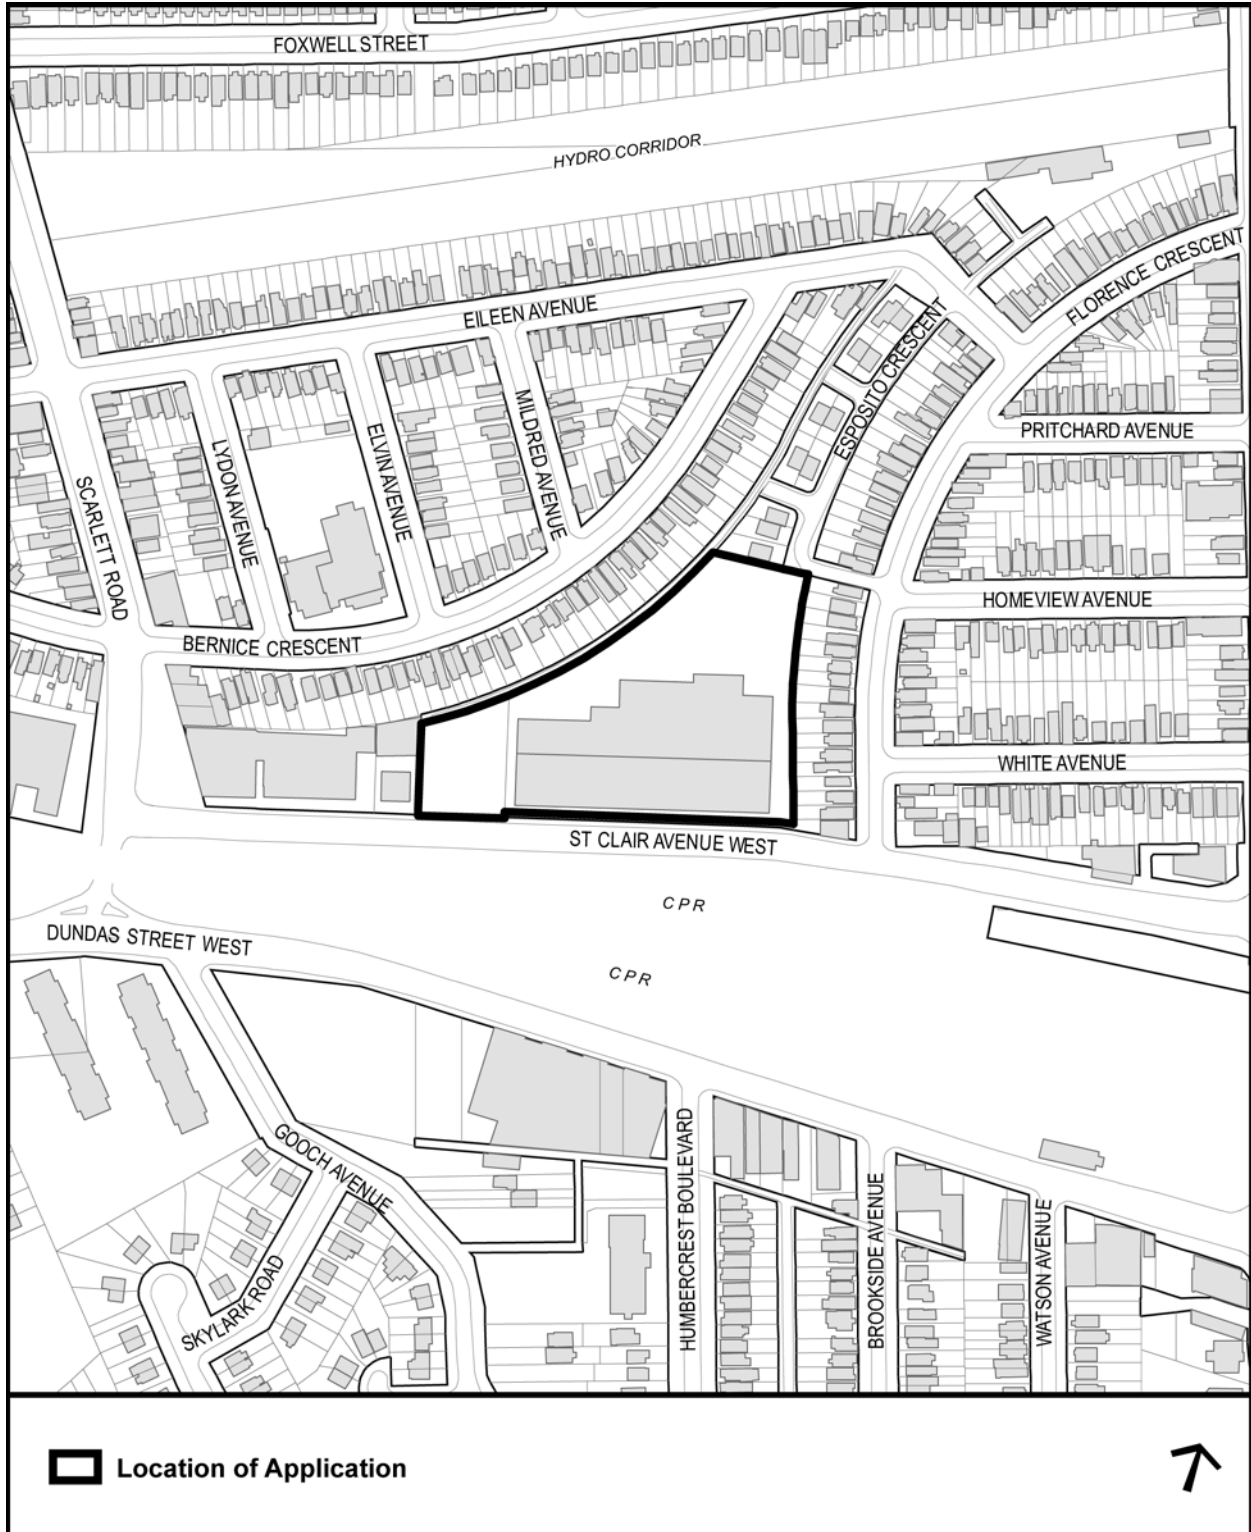 FOXWELL STREET
HYDRO CORRIDOR
FLORENCE CRESCENT
EILEEN AVENUE
ESPOSITO CRESCENT
MILDRED AVENUE
PRITCHARD AVENUE
ELVIN AVENUE
LYDON AVENUE
SCARLETT ROAD
HOMEVIEW AVENUE
BERNICE CRESCENT
WHITE AVENUE
ST CLAIR AVENUE WEST
CPR
DUNDAS STREET WEST
CPR
GOOCH AVENUE
HUMBERCREST BOULEVARD
BROOKSIDE AVENUE
WATSON AVENUE
SKYLARK ROAD
Location of Application